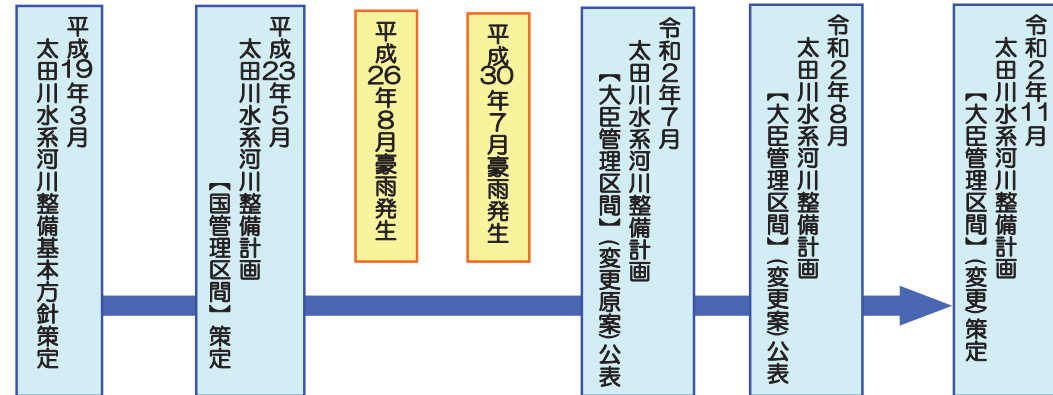 平成19年3月
太田川水系河川整備基本方針策定
平成23年5月
太田川水系河川整備計画
【国管理区間】策定
平成26年8月豪雨発生
平成30年7月豪雨発生
令和2年7月
太田川水系河川整備計画
【大臣管理区間】(変更原案)公表
令和2年8月
太田川水系河川整備計画
【大臣管理区間】(変更案)公表
令和2年11月
太田川水系河川整備計画
【大臣管理区間】(変更)策定